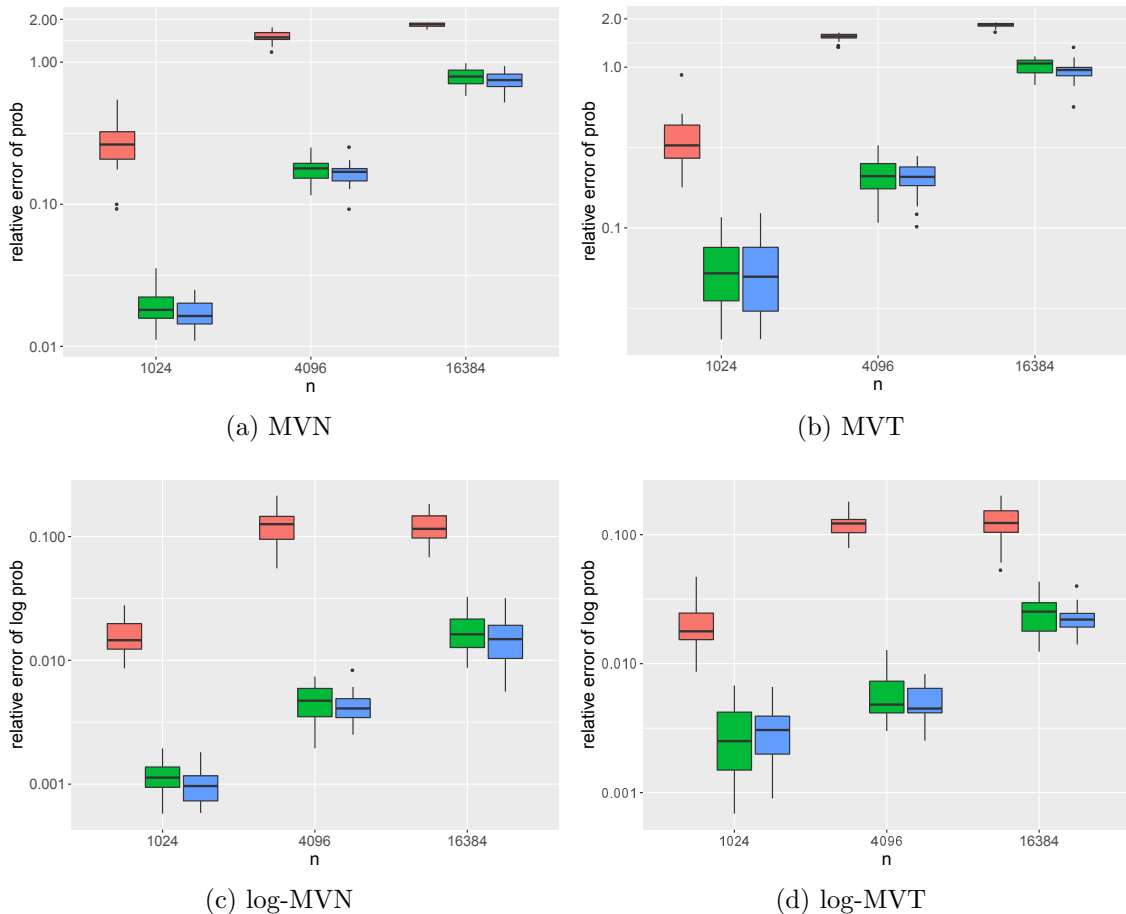 relative error of prob
2.00
1.00
0.10
0.01
1024
4096
16384
n
(a) MVN
relative error of prob
2.0
1.0
0.1
1024
4096
16384
n
(b) MVT
relative error of log prob
0.100
0.010
0.001
1024
4096
16384
n
(c) log-MVN
relative error of log prob
0.100
0.010
0.001
1024
4096
16384
n
(d) log-MVT